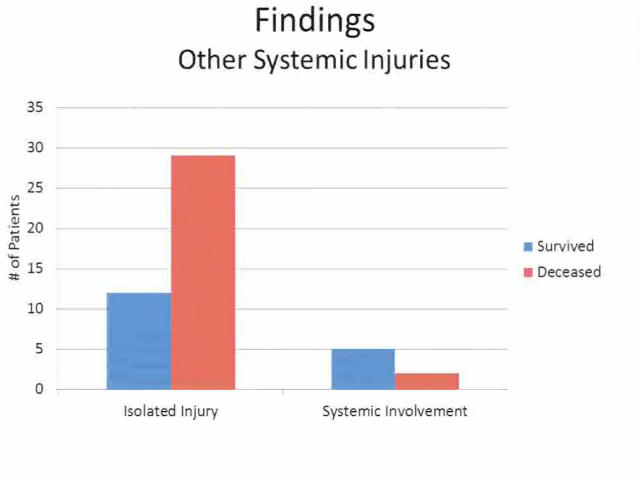 Findings
Other Systemic Injuries
35
30
25
20
15
10
5
0
# of Patients
Survived
Deceased
Isolated Injury
Systemic Involvement